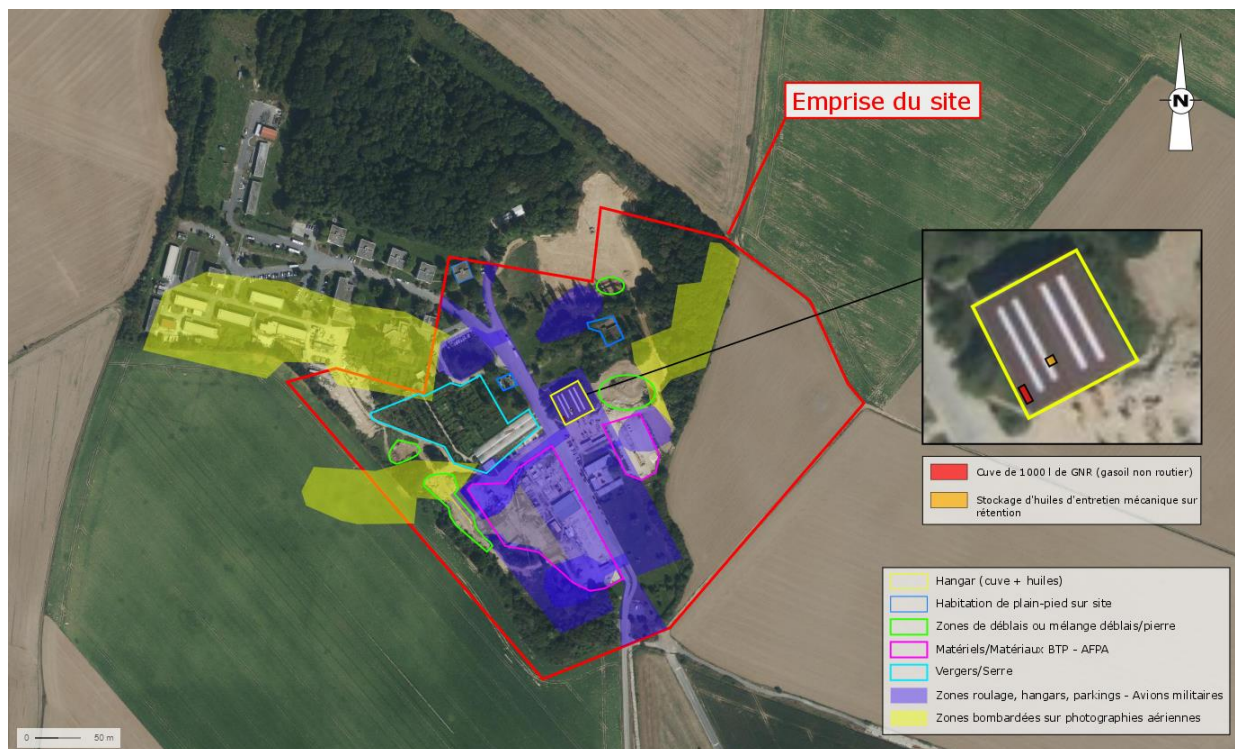 Emprise du site
N
Cuve de 1000 l de GNR (gasoil non routier)
Stockage d'huiles d'entretien mécanique sur
rétention
Hangar (cuve + huiles)
Habitation de plain-pied sur site
Zones de déblais ou mélange déblais/pierre
Matériels/Matériaux BTP - AFPA
Vergers/Serre
Zones roulage, hangars, parkings - Avions militaires
Zones bombardées sur photographies aériennes
0 50 m